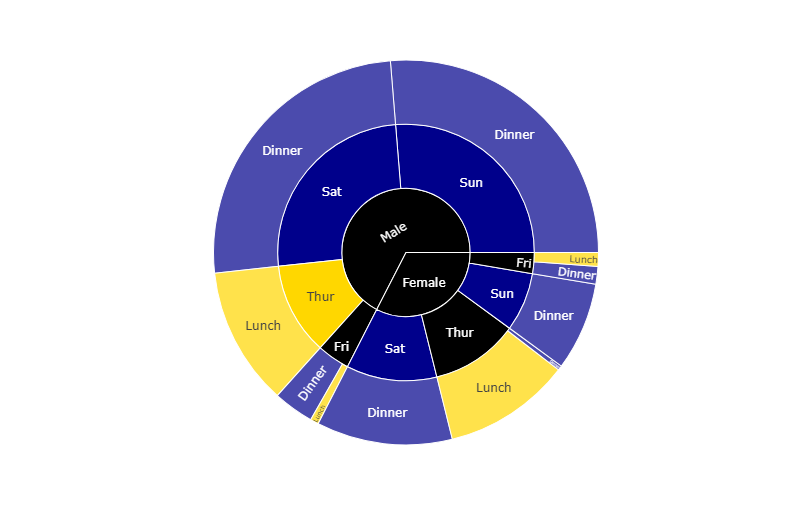 Dinner
Dinner
Sat
Sun
Male
Fri
Lunch
Dinner
Female
Sun
Dinner
Thur
Lunch
Thur
Fri
Sat
Dinner
Lunch
Dinner
Lunch